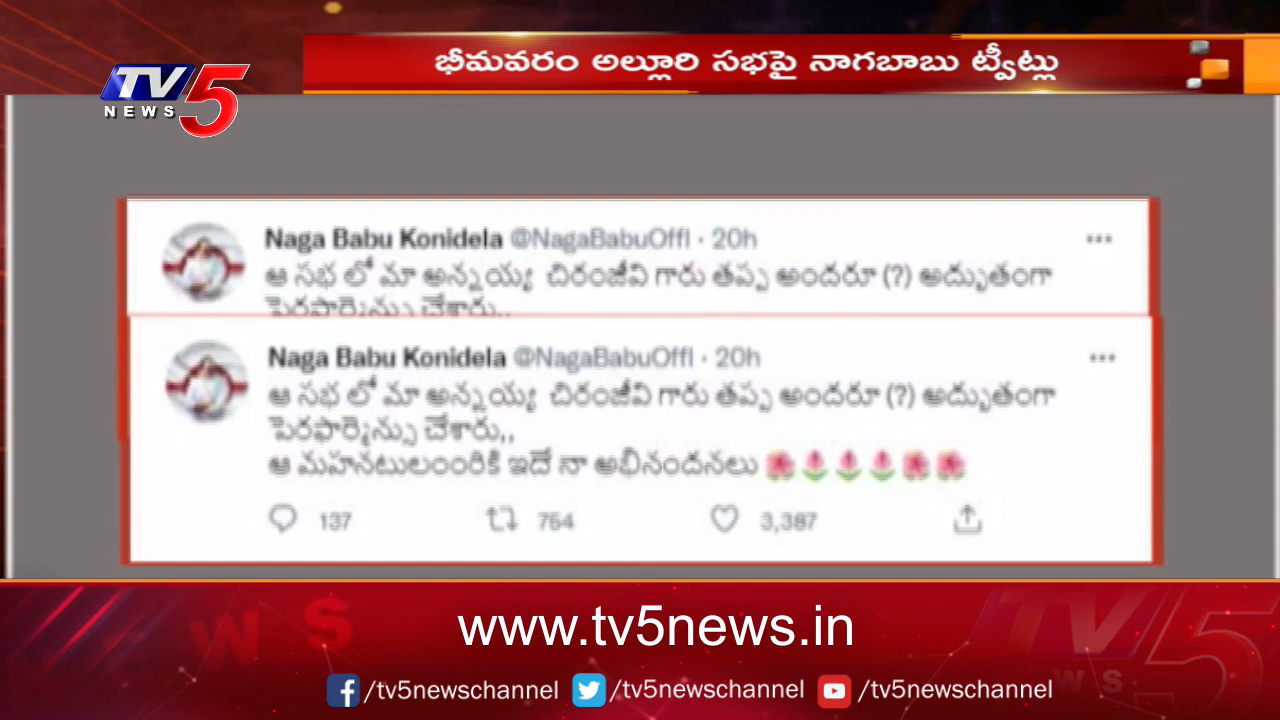 భీమవరం అల్లూరి సభపై నాగబాబు ట్వీట్లు
TV5
NEWS
Naga Babu Konidela @NagaBabuOffl · 20h
ఆ సభ లో మా అన్నయ్య చిరంజీవి గారు తప్ప అందరూ (?) అద్భుతంగా
పెరఫార్మెన్సు చేశారు,,
Naga Babu Konidela @NagaBabuOffl · 20h
ఆ సభ లో మా అన్నయ్య చిరంజీవి గారు తప్ప అందరూ (?) అద్భుతంగా
పెరఫార్మెన్సు చేశారు,,
ఆ మహనటులందరికి ఇదే నా అభినందనలు 🌺🌷🌷🌷🌺🌺
137 764 3,387
www.tv5news.in
/tv5newschannel /tv5newschannel /tv5newschannel